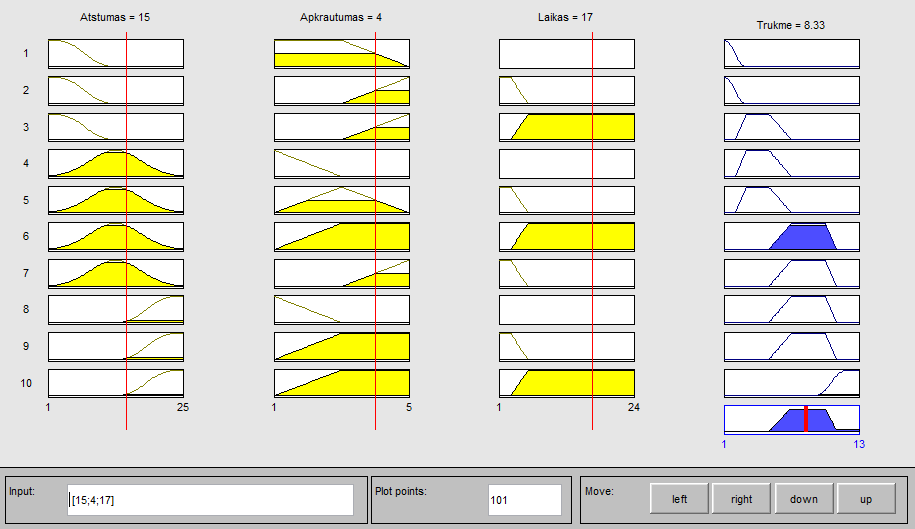 Atstumas = 15
Apkrautumas = 4
Laikas = 17
Trukme = 8.33
1
2
3
4
5
6
7
8
9
10
1
25
1
5
1
24
1
13
Input:
[15;4;17]
Plot points:
101
Move:
left
right
down
up